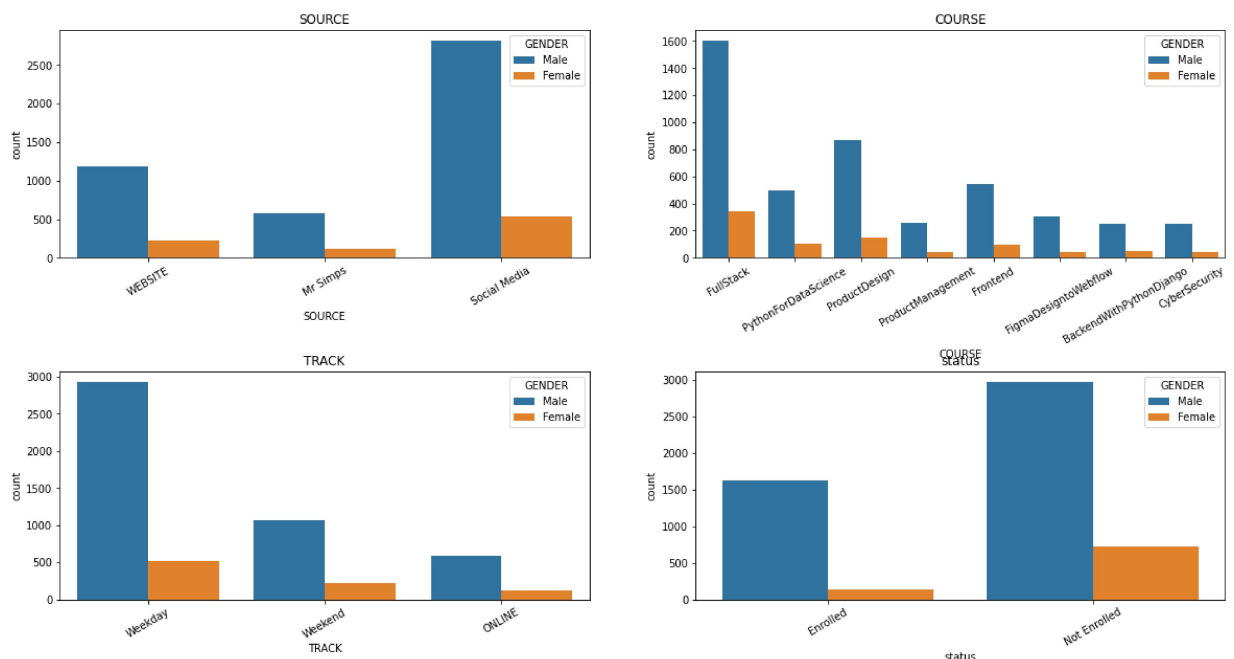 SOURCE
GENDER
Male
Female
2500
2000
1500
1000
500
0
count
WEBSITE
Mr Simps
Social Media
SOURCE
COURSE
GENDER
Male
Female
1600
1400
1200
1000
800
600
400
200
0
count
FullStack
PythonForDataScience
ProductDesign
ProductManagement
Frontend
FigmaDesigntoWebflow
BackendWithPythonDjango
CyberSecurity
COURSE
TRACK
GENDER
Male
Female
3000
2500
2000
1500
1000
500
0
count
Weekday
Weekend
ONLINE
TRACK
status
GENDER
Male
Female
3000
2500
2000
1500
1000
500
0
count
Enrolled
Not Enrolled
status